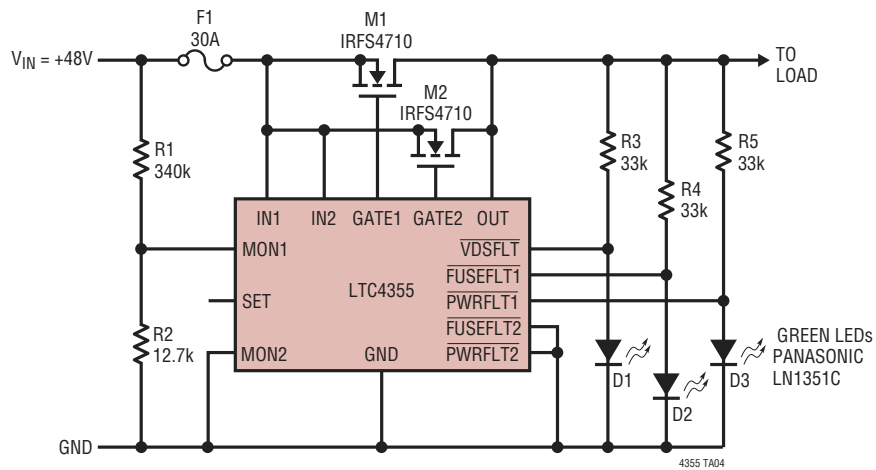 F1
30A
M1
IRFS4710
VIN = +48V
TO
LOAD
M2
IRFS4710
R1
340k
R3
33k
R5
33k
R4
33k
IN1 IN2 GATE1 GATE2 OUT
MON1
VDSFLT
FUSEFLT1
LTC4355
SET
PWRFLT1
FUSEFLT2
R2
12.7k
MON2
GND
PWRFLT2
GREEN LEDs
PANASONIC
LN1351C
D1
D2
D3
GND
4355 TA04